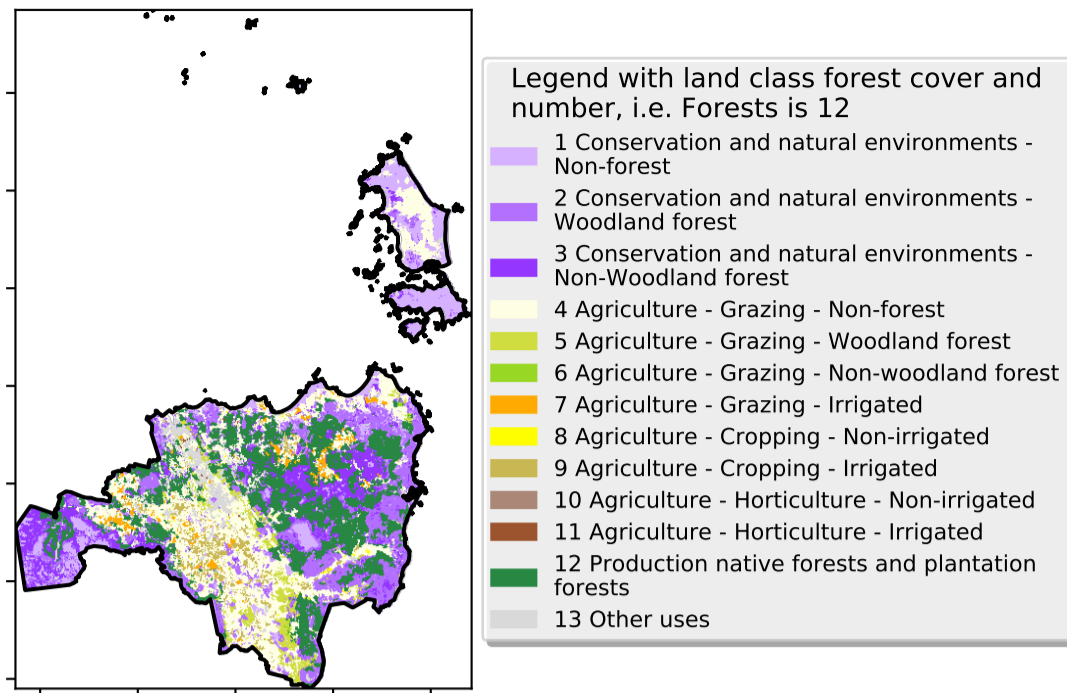 Legend with land class forest cover and
number, i.e. Forests is 12
1 Conservation and natural environments -
Non-forest
2 Conservation and natural environments -
Woodland forest
3 Conservation and natural environments -
Non-Woodland forest
4 Agriculture - Grazing - Non-forest
5 Agriculture - Grazing - Woodland forest
6 Agriculture - Grazing - Non-woodland forest
7 Agriculture - Grazing - Irrigated
8 Agriculture - Cropping - Non-irrigated
9 Agriculture - Cropping - Irrigated
10 Agriculture - Horticulture - Non-irrigated
11 Agriculture - Horticulture - Irrigated
12 Production native forests and plantation
forests
13 Other uses